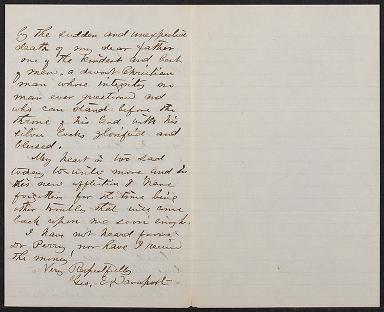 by the sudden and unexpected
death of my dear father
one of the kindest and best
of men, a devout Christian
man whose integrity no
man ever questioned and
who can stand before the
throne of his God with his
silver locks glorified and
blessed.
My heart is too sad
today to write more and in
this new affliction I have
forgotten for the time being
other troubles that will come
back upon me soon enough.
I have not heard from
Dr Perry, nor have I received
the money.
Very Respectfully
Geo. E. Davenport